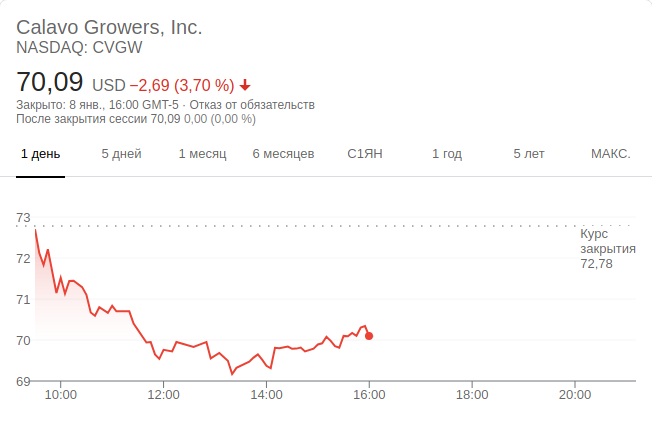 Calavo Growers, Inc.
NASDAQ: CVGW
70,09 USD −2,69 (3,70 %)
Закрыто: 8 янв., 16:00 GMT-5 · Отказ от обязательств
После закрытия сессии 70,09 0,00 (0,00 %)
1 день 5 дней 1 месяц 6 месяцев С1ЯН 1 год 5 лет МАКС.
73
Курс
закрытия
72,78
72
71
70
69
10:00 12:00 14:00 16:00 18:00 20:00